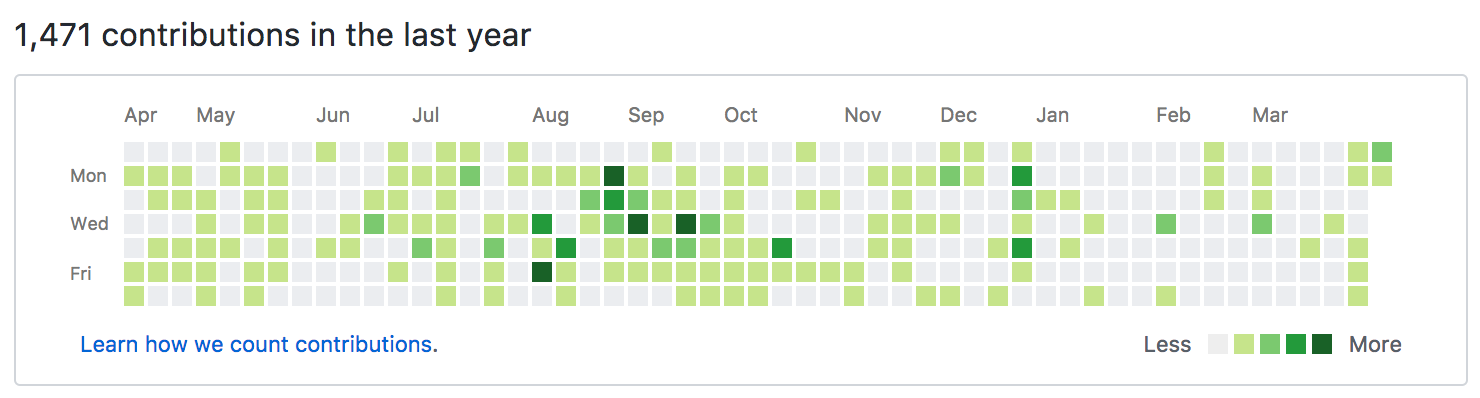 1,471 contributions in the last year
Apr May Jun Jul Aug Sep Oct Nov Dec Jan Feb Mar
Mon
Wed
Fri
Learn how we count contributions.
Less More